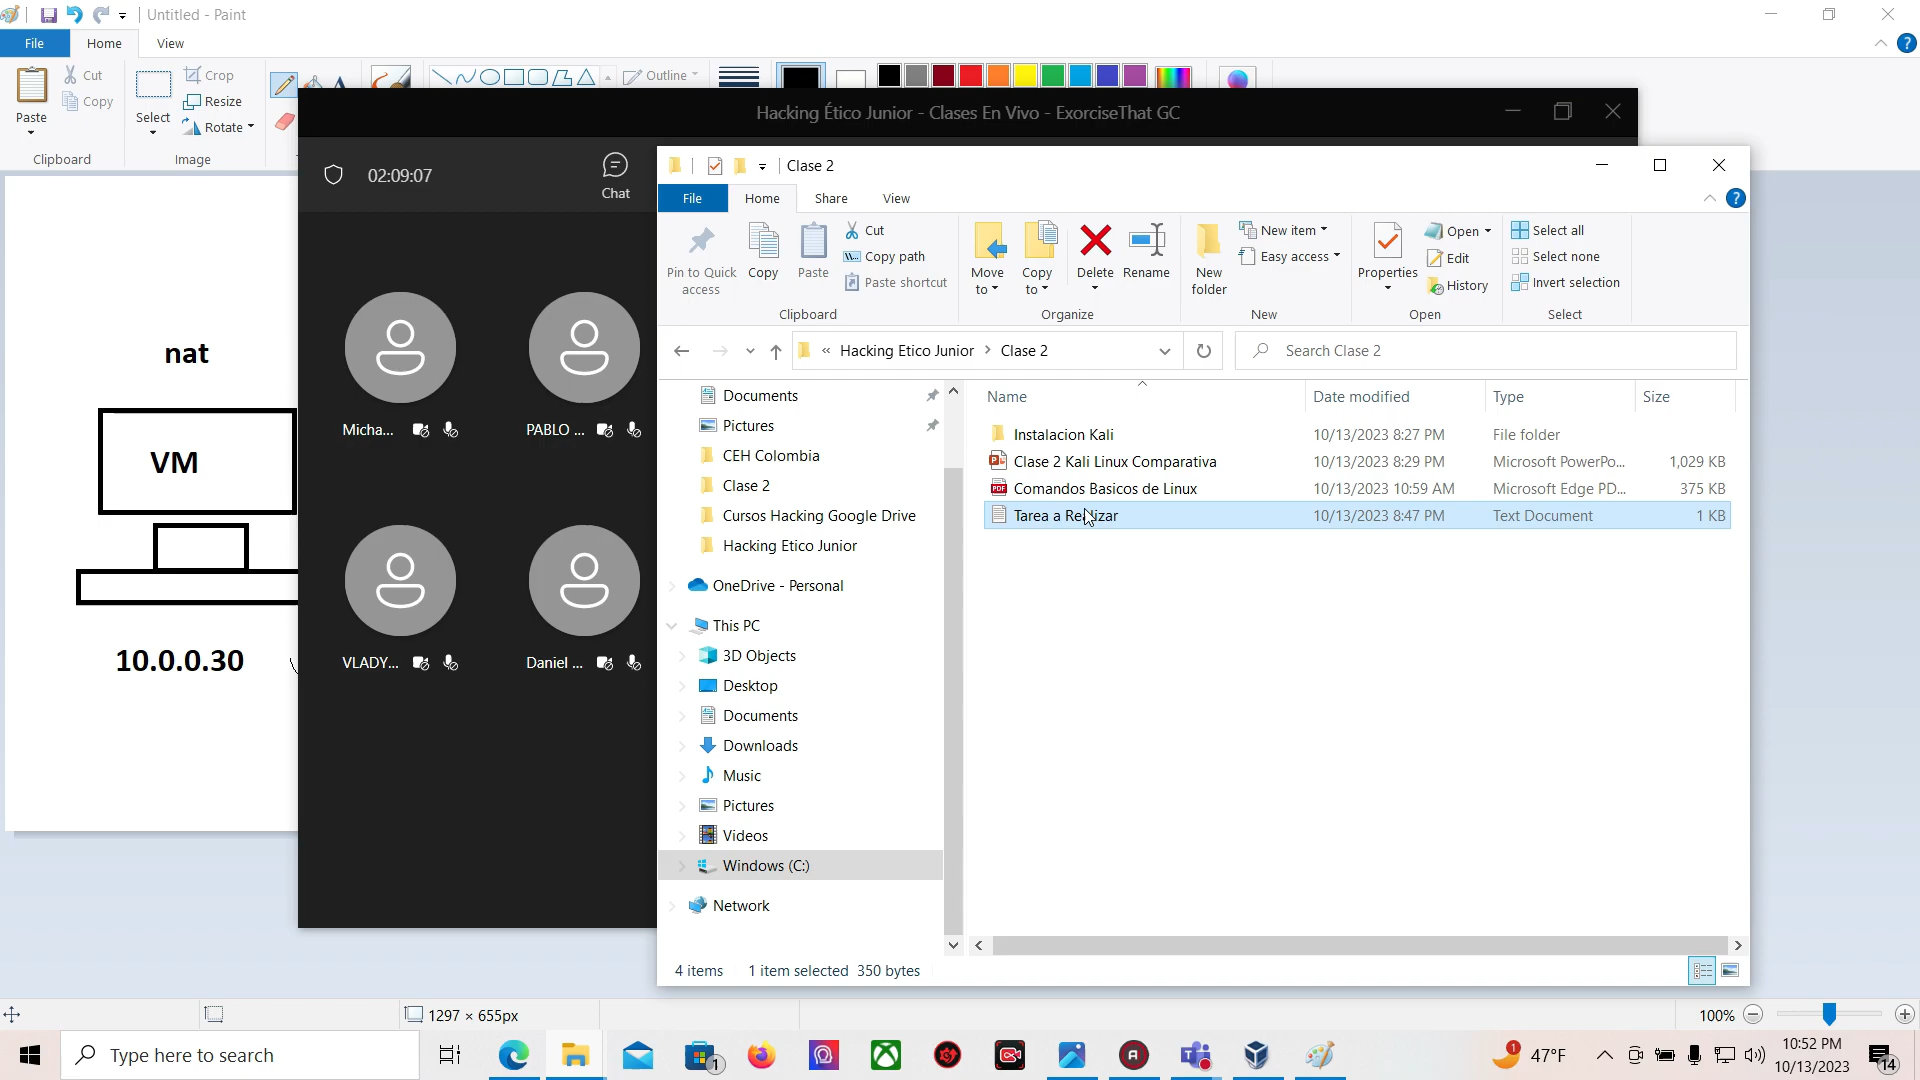 Untitled - Paint
File Home View
Paste
Cut
Copy
Clipboard
Select
Crop
Resize
Rotate
Image
Outline
nat
VM
10.0.0.30
Hacking Ético Junior - Clases En Vivo - ExorciseThat GC
02:09:07
Chat
Micha...
PABLO ...
VLADY...
Daniel ...
Clase 2
File Home Share View
Pin to Quick access
Copy
Paste
Cut
Copy path
Paste shortcut
Clipboard
Move to
Copy to
Delete
Rename
Organize
New folder
New item
Easy access
New
Properties
Open
Edit
History
Open
Select all
Select none
Invert selection
Select
« Hacking Etico Junior > Clase 2
Search Clase 2
Documents
Pictures
CEH Colombia
Clase 2
Cursos Hacking Google Drive
Hacking Etico Junior
OneDrive - Personal
This PC
3D Objects
Desktop
Documents
Downloads
Music
Pictures
Videos
Windows (C:)
Network
Name Date modified Type Size
Instalacion Kali 10/13/2023 8:27 PM File folder
Clase 2 Kali Linux Comparativa 10/13/2023 8:29 PM Microsoft PowerPo... 1,029 KB
Comandos Basicos de Linux 10/13/2023 10:59 AM Microsoft Edge PD... 375 KB
Tarea a Realizar 10/13/2023 8:47 PM Text Document 1 KB
4 items 1 item selected 350 bytes
1297 × 655px
100%
Type here to search
1
1
47°F
10:52 PM
10/13/2023
14